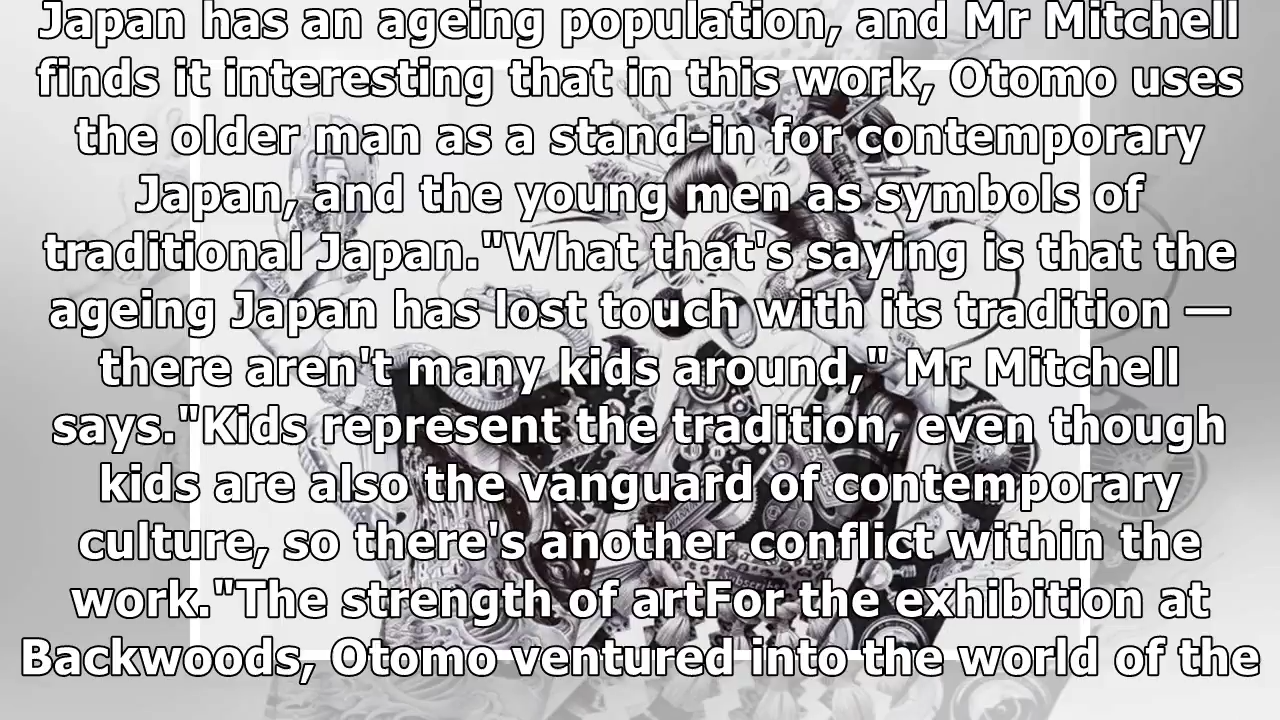 Japan has an ageing population, and Mr Mitchell
finds it interesting that in this work, Otomo uses
the older man as a stand-in for contemporary
Japan, and the young men as symbols of
traditional Japan."What that's saying is that the
ageing Japan has lost touch with its tradition —
there aren't many kids around," Mr Mitchell
says."Kids represent the tradition, even though
kids are also the vanguard of contemporary
culture, so there's another conflict within the
work."The strength of artFor the exhibition at
Subscribe
Backwoods, Otomo ventured into the world of the